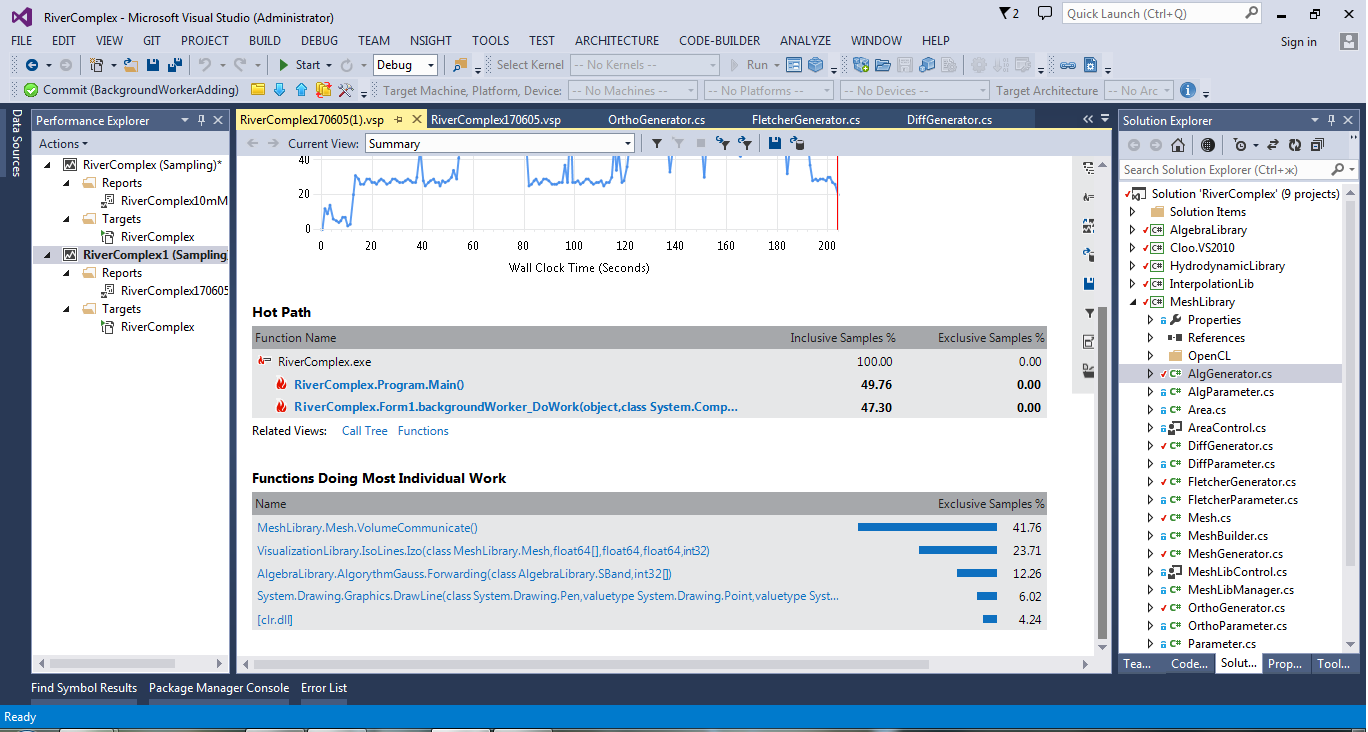 RiverComplex - Microsoft Visual Studio (Administrator)
2
Quick Launch (Ctrl+Q)
FILE EDIT VIEW GIT PROJECT BUILD DEBUG TEAM NSIGHT TOOLS TEST ARCHITECTURE CODE-BUILDER ANALYZE WINDOW HELP
Sign in
Start Debug Select Kernel -- No Kernels -- Run
Commit (BackgroundWorkerAdding) Target Machine, Platform, Device: -- No Machines -- -- No Platforms -- -- No Devices -- Target Architecture -- No Arc
Data Sources
Performance Explorer
Actions
RiverComplex (Sampling)*
Reports
RiverComplex10mM
Targets
RiverComplex
RiverComplex1 (Sampling)
Reports
RiverComplex170605
Targets
RiverComplex
RiverComplex170605(1).vsp RiverComplex170605.vsp OrthoGenerator.cs FletcherGenerator.cs DiffGenerator.cs
Current View: Summary
40
20
0
0 20 40 60 80 100 120 140 160 180 200
Wall Clock Time (Seconds)
Hot Path
Function Name Inclusive Samples % Exclusive Samples %
RiverComplex.exe 100.00 0.00
RiverComplex.Program.Main() 49.76 0.00
RiverComplex.Form1.backgroundWorker_DoWork(object,class System.Comp... 47.30 0.00
Related Views: Call Tree Functions
Functions Doing Most Individual Work
Name Exclusive Samples %
MeshLibrary.Mesh.VolumeCommunicate() 41.76
VisualizationLibrary.IsoLines.Izo(class MeshLibrary.Mesh,float64[],float64,float64,int32) 23.71
AlgebraLibrary.AlgorythmGauss.Forwarding(class AlgebraLibrary.SBand,int32[]) 12.26
System.Drawing.Graphics.DrawLine(class System.Drawing.Pen,valuetype System.Drawing.Point,valuetype Syst... 6.02
[clr.dll] 4.24
Solution Explorer
Search Solution Explorer (Ctrl+ж)
Solution 'RiverComplex' (9 projects)
Solution Items
AlgebraLibrary
Cloo.VS2010
HydrodynamicLibrary
InterpolationLib
MeshLibrary
Properties
References
OpenCL
AlgGenerator.cs
AlgParameter.cs
Area.cs
AreaControl.cs
DiffGenerator.cs
DiffParameter.cs
FletcherGenerator.cs
FletcherParameter.cs
Mesh.cs
MeshBuilder.cs
MeshGenerator.cs
MeshLibControl.cs
MeshLibManager.cs
OrthoGenerator.cs
OrthoParameter.cs
Parameter.cs
Tea... Code... Solut... Prop... Tool...
Find Symbol Results Package Manager Console Error List
Ready